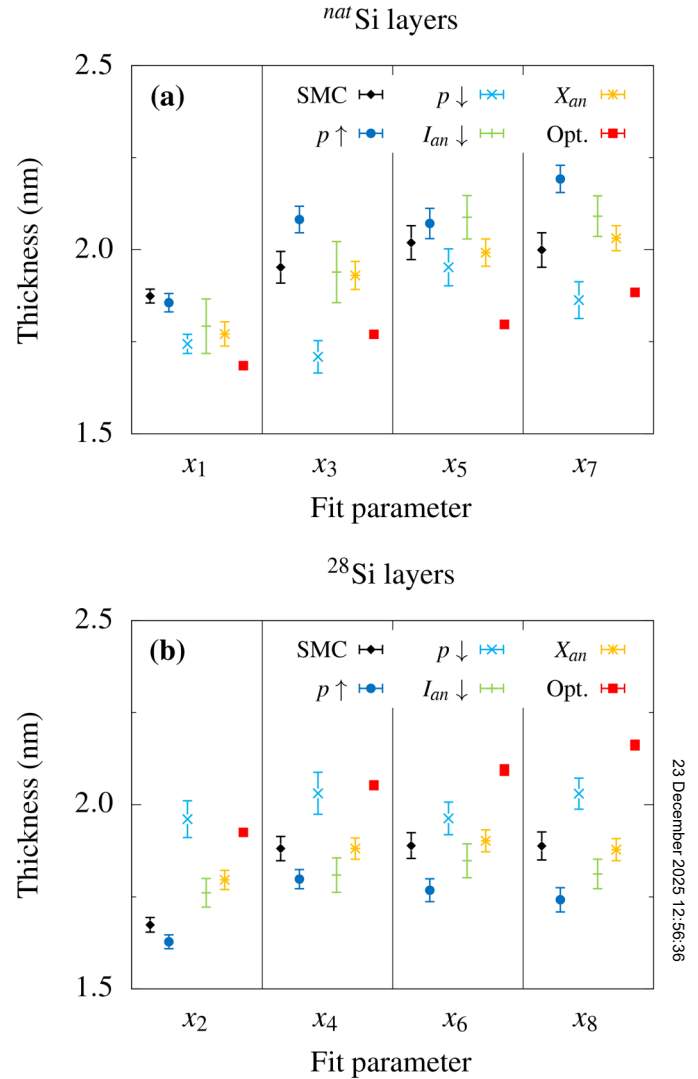 natSi layers
2.5
(a)
SMC p ↓ Xan
p ↑ Ian ↓ Opt.
2.0
Thickness (nm)
1.5
x1 x3 x5 x7
Fit parameter
28Si layers
2.5
(b)
SMC p ↓ Xan
p ↑ Ian ↓ Opt.
2.0
Thickness (nm)
1.5
x2 x4 x6 x8
Fit parameter
23 December 2025 12:56:36